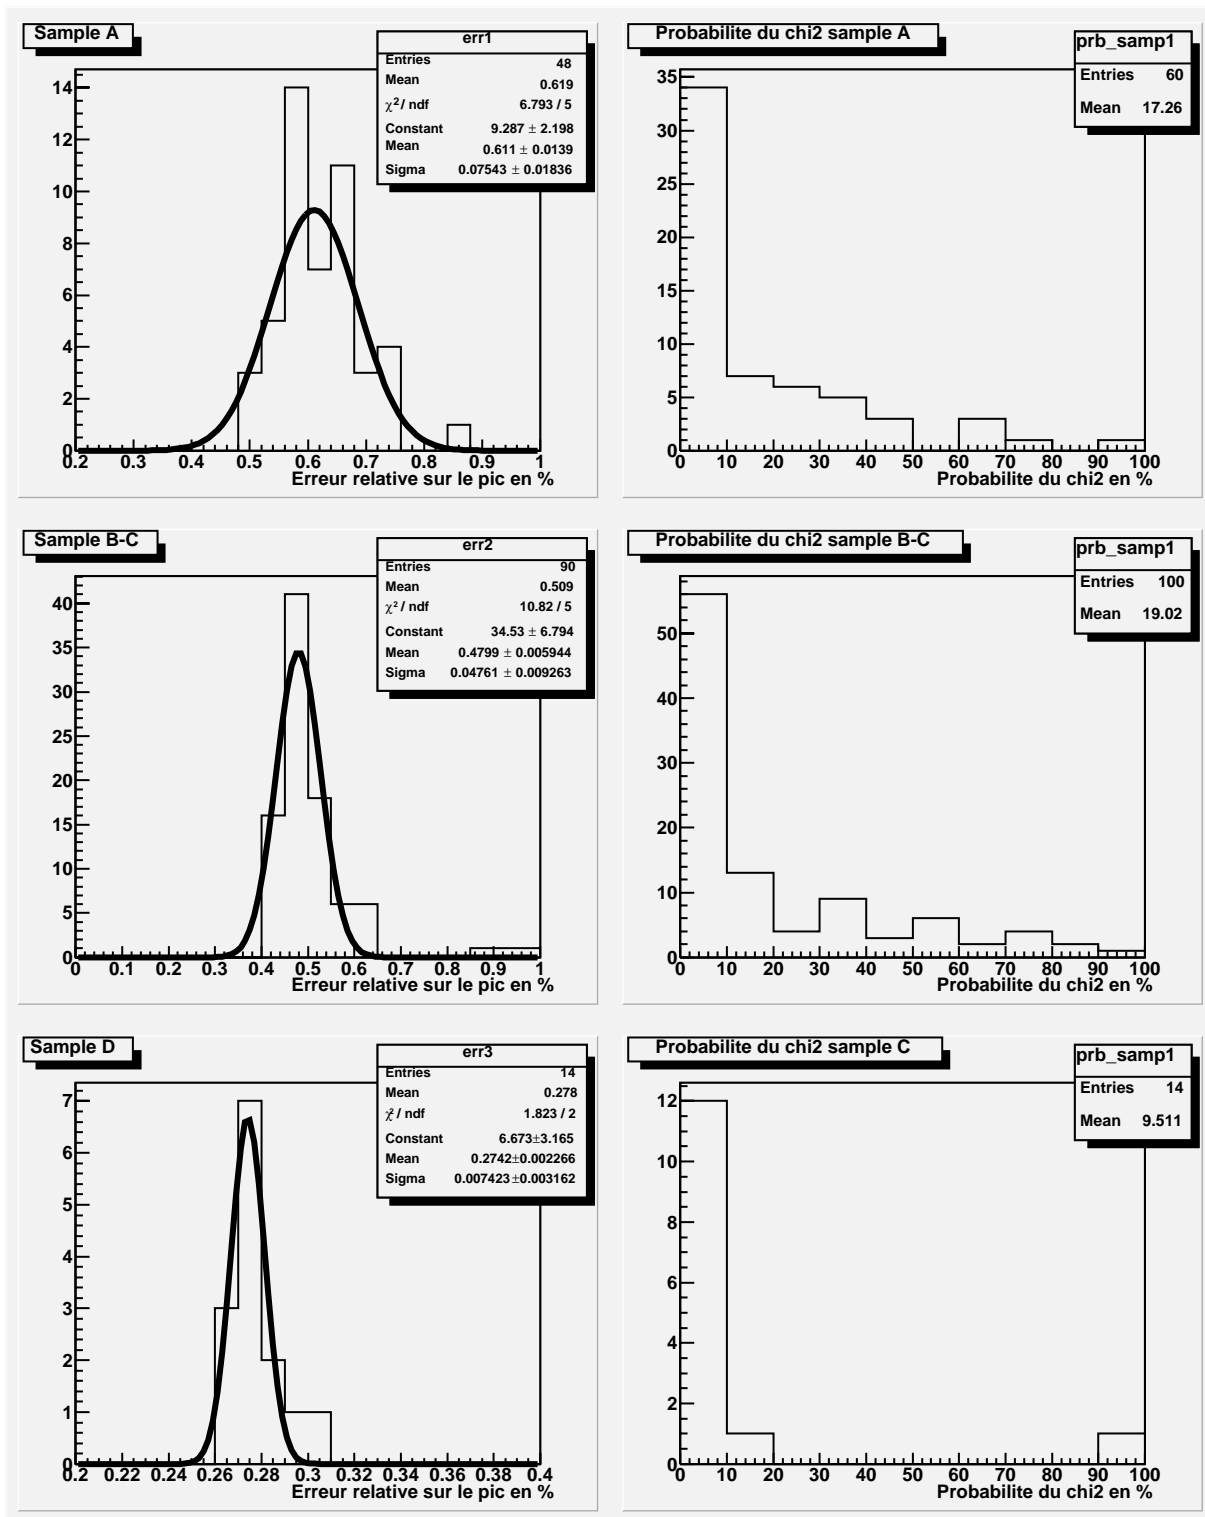 Sample A
err1
Entries 48
Mean 0.619
χ²/ ndf 6.793 / 5
Constant 9.287 ± 2.198
Mean 0.611 ± 0.0139
Sigma 0.07543 ± 0.01836
14
12
10
8
6
4
2
0
0.2 0.3 0.4 0.5 0.6 0.7 0.8 0.9 1
Erreur relative sur le pic en %
Probabilite du chi2 sample A
prb_samp1
Entries 60
Mean 17.26
35
30
25
20
15
10
5
0
0 10 20 30 40 50 60 70 80 90 100
Probabilite du chi2 en %
Sample B-C
err2
Entries 90
Mean 0.509
χ² / ndf 10.82 / 5
Constant 34.53 ± 6.794
Mean 0.4799 ± 0.005944
Sigma 0.04761 ± 0.009263
40
35
30
25
20
15
10
5
0
0 0.1 0.2 0.3 0.4 0.5 0.6 0.7 0.8 0.9 1
Erreur relative sur le pic en %
Probabilite du chi2 sample B-C
prb_samp1
Entries 100
Mean 19.02
50
40
30
20
10
0
0 10 20 30 40 50 60 70 80 90 100
Probabilite du chi2 en %
Sample D
err3
Entries 14
Mean 0.278
χ² / ndf 1.823 / 2
Constant 6.673±3.165
Mean 0.2742±0.002266
Sigma 0.007423±0.003162
7
6
5
4
3
2
1
0
0.2 0.22 0.24 0.26 0.28 0.3 0.32 0.34 0.36 0.38 0.4
Erreur relative sur le pic en %
Probabilite du chi2 sample C
prb_samp1
Entries 14
Mean 9.511
12
10
8
6
4
2
0
0 10 20 30 40 50 60 70 80 90 100
Probabilite du chi2 en %